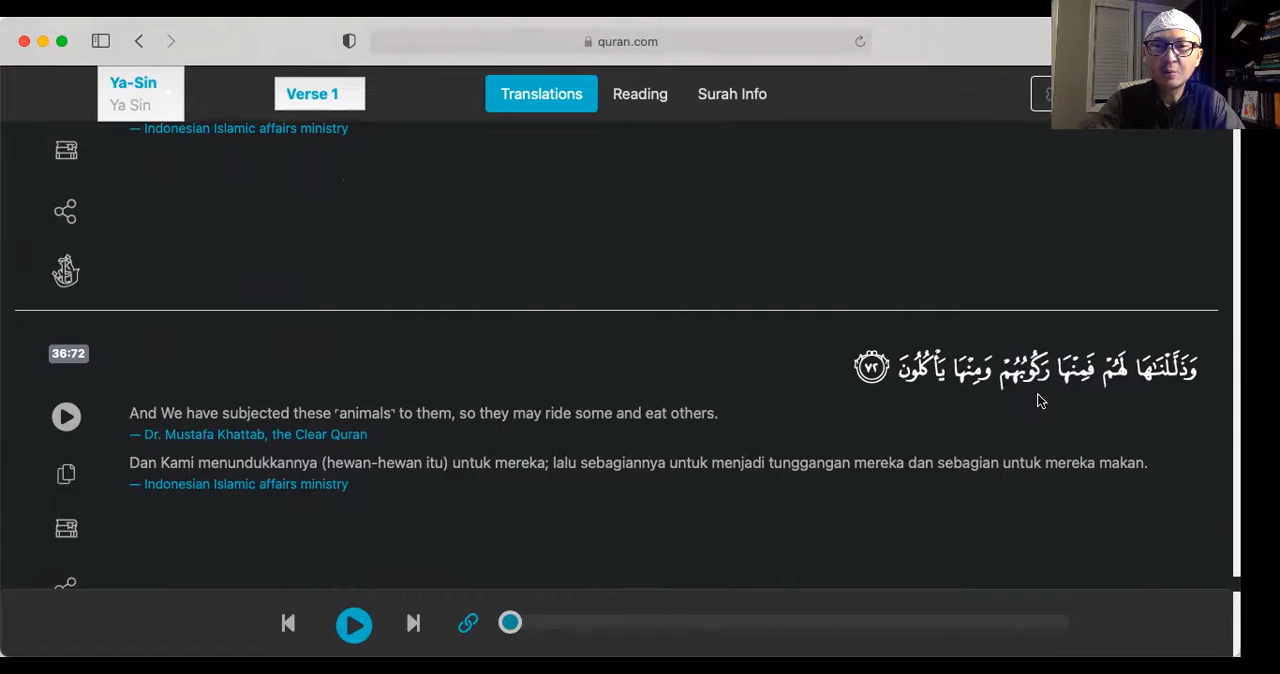 quran.com
Ya-Sin
Ya Sin
Verse 1
Translations
Reading
Surah Info
— Indonesian Islamic affairs ministry
36:72
وَذَلَّلْنَـٰهَا لَهُمْ فَمِنْهَا رَكُوبُهُمْ وَمِنْهَا يَأْكُلُونَ ٧٢
And We have subjected these ˹animals˺ to them, so they may ride some and eat others.
— Dr. Mustafa Khattab, the Clear Quran
Dan Kami menundukkannya (hewan-hewan itu) untuk mereka; lalu sebagiannya untuk menjadi tunggangan mereka dan sebagian untuk mereka makan.
— Indonesian Islamic affairs ministry